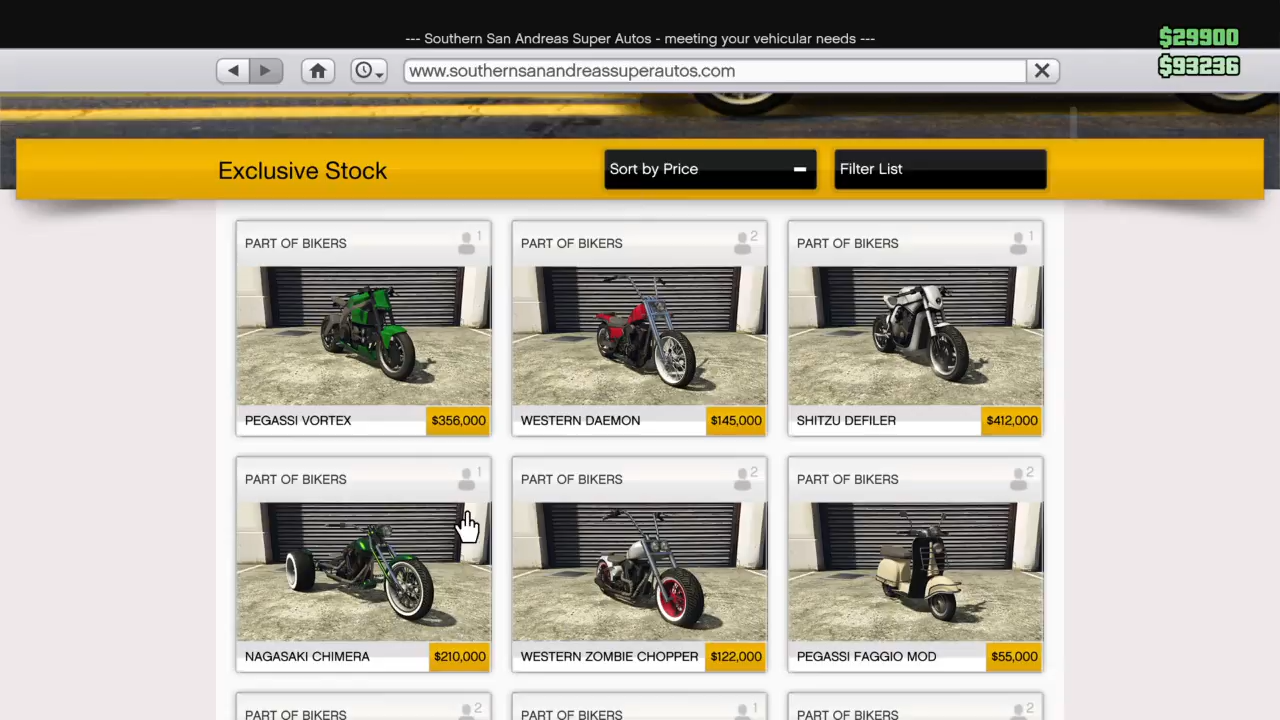 --- Southern San Andreas Super Autos - meeting your vehicular needs ---
$29900
www.southernsanandreassuperautos.com
$93236
Exclusive Stock
Sort by Price
Filter List
PART OF BIKERS 1
PART OF BIKERS 2
PART OF BIKERS 1
PEGASSI VORTEX $356,000
WESTERN DAEMON $145,000
SHITZU DEFILER $412,000
PART OF BIKERS 1
PART OF BIKERS 2
PART OF BIKERS 2
NAGASAKI CHIMERA $210,000
WESTERN ZOMBIE CHOPPER $122,000
PEGASSI FAGGIO MOD $55,000
PART OF BIKERS 2
PART OF BIKERS 1
PART OF BIKERS 2